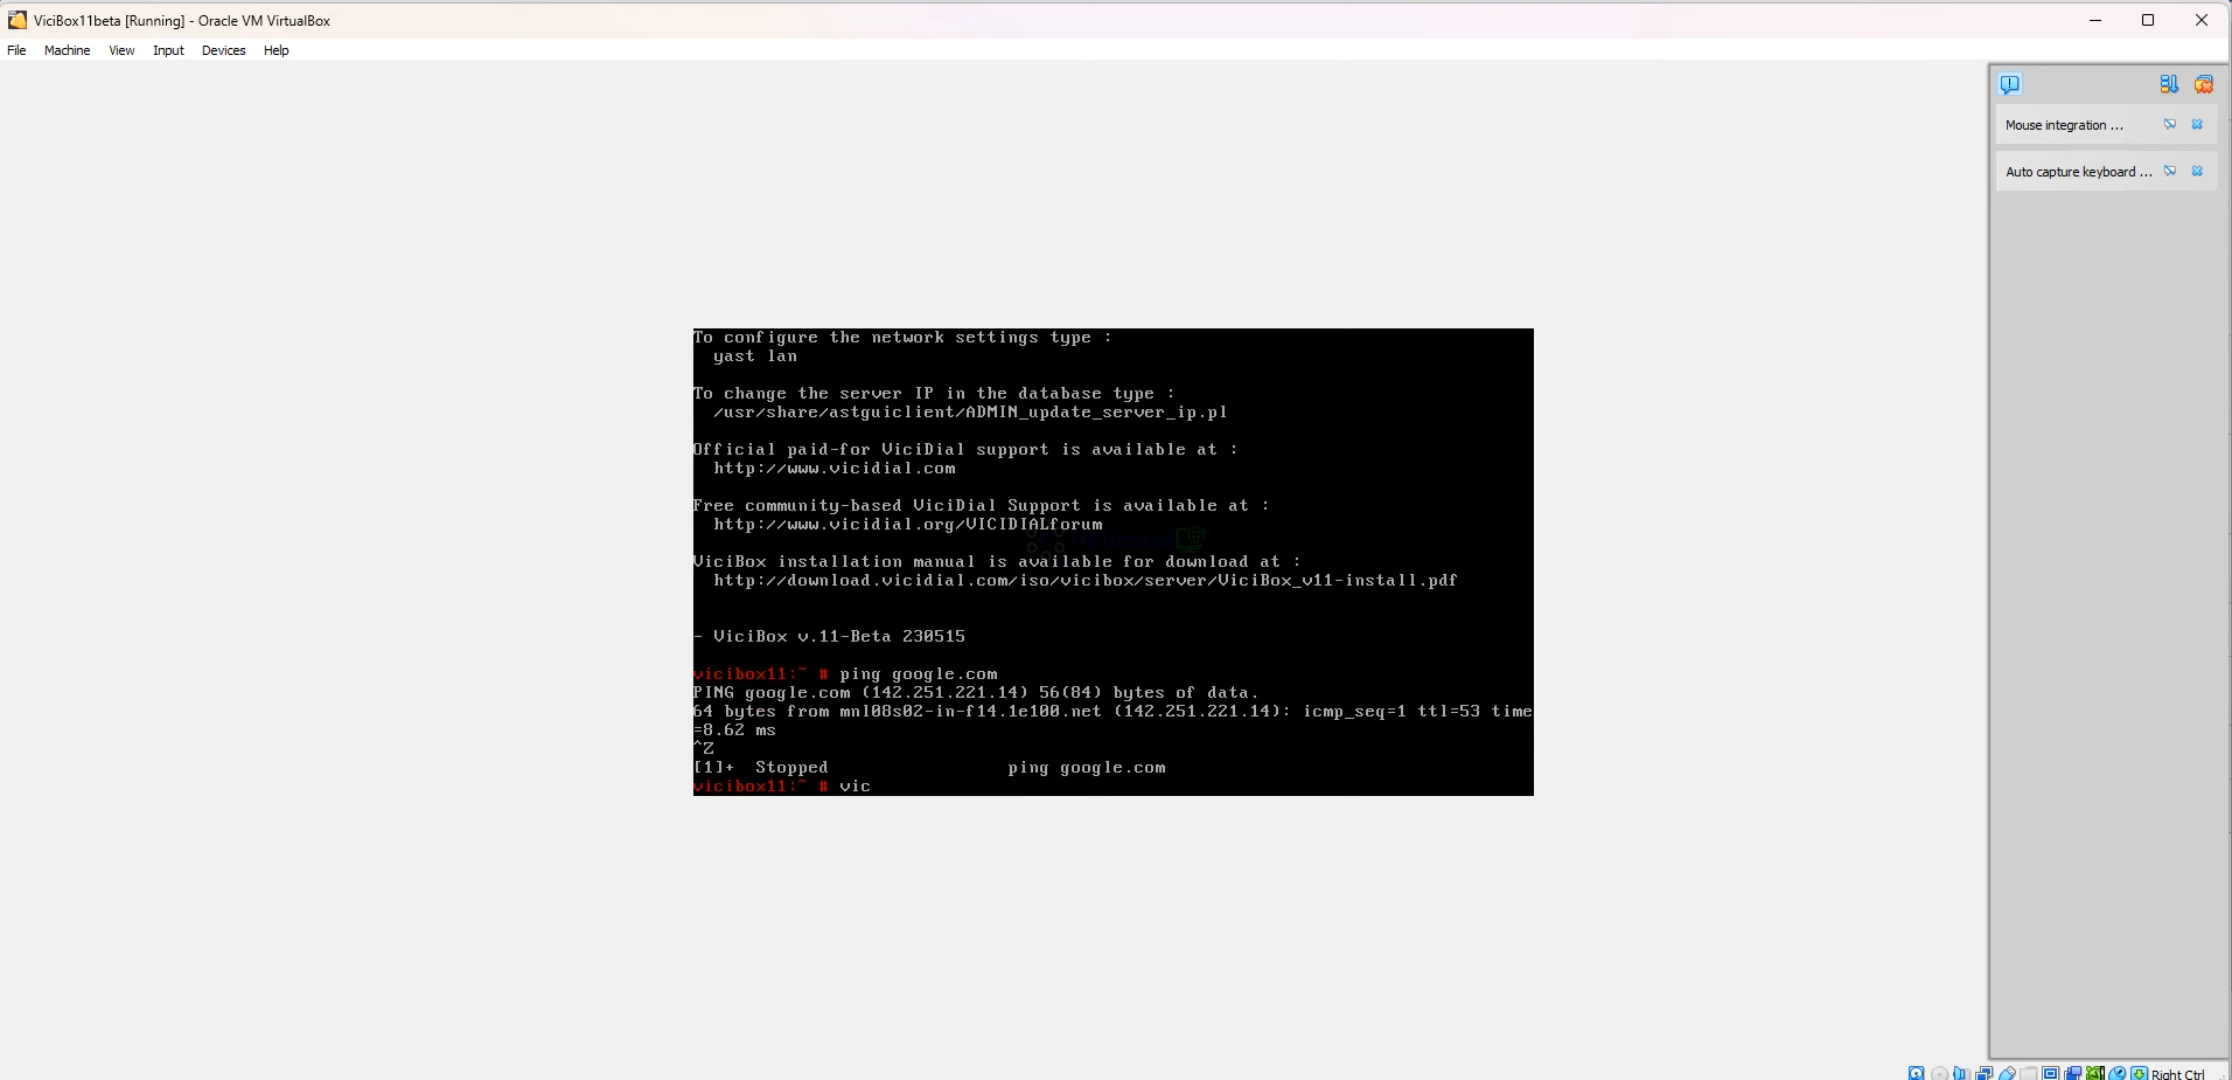 ViciBox11beta [Running] - Oracle VM VirtualBox
File Machine View Input Devices Help
Mouse integration ...
Auto capture keyboard ...
To configure the network settings type :
yast lan
To change the server IP in the database type :
/usr/share/astguiclient/ADMIN_update_server_ip.pl
Official paid-for ViciDial support is available at :
http://www.vicidial.com
Free community-based ViciDial Support is available at :
http://www.vicidial.org/VICIDIALforum
ViciBox installation manual is available for download at :
http://download.vicidial.com/iso/vicibox/server/ViciBox_v11-install.pdf
- ViciBox v.11-Beta 230515
vicibox11:~ # ping google.com
PING google.com (142.251.221.14) 56(84) bytes of data.
64 bytes from mnl08s02-in-f14.1e100.net (142.251.221.14): icmp_seq=1 ttl=53 time
=8.62 ms
^Z
[1]+ Stopped ping google.com
vicibox11:~ # vic
Right Ctrl